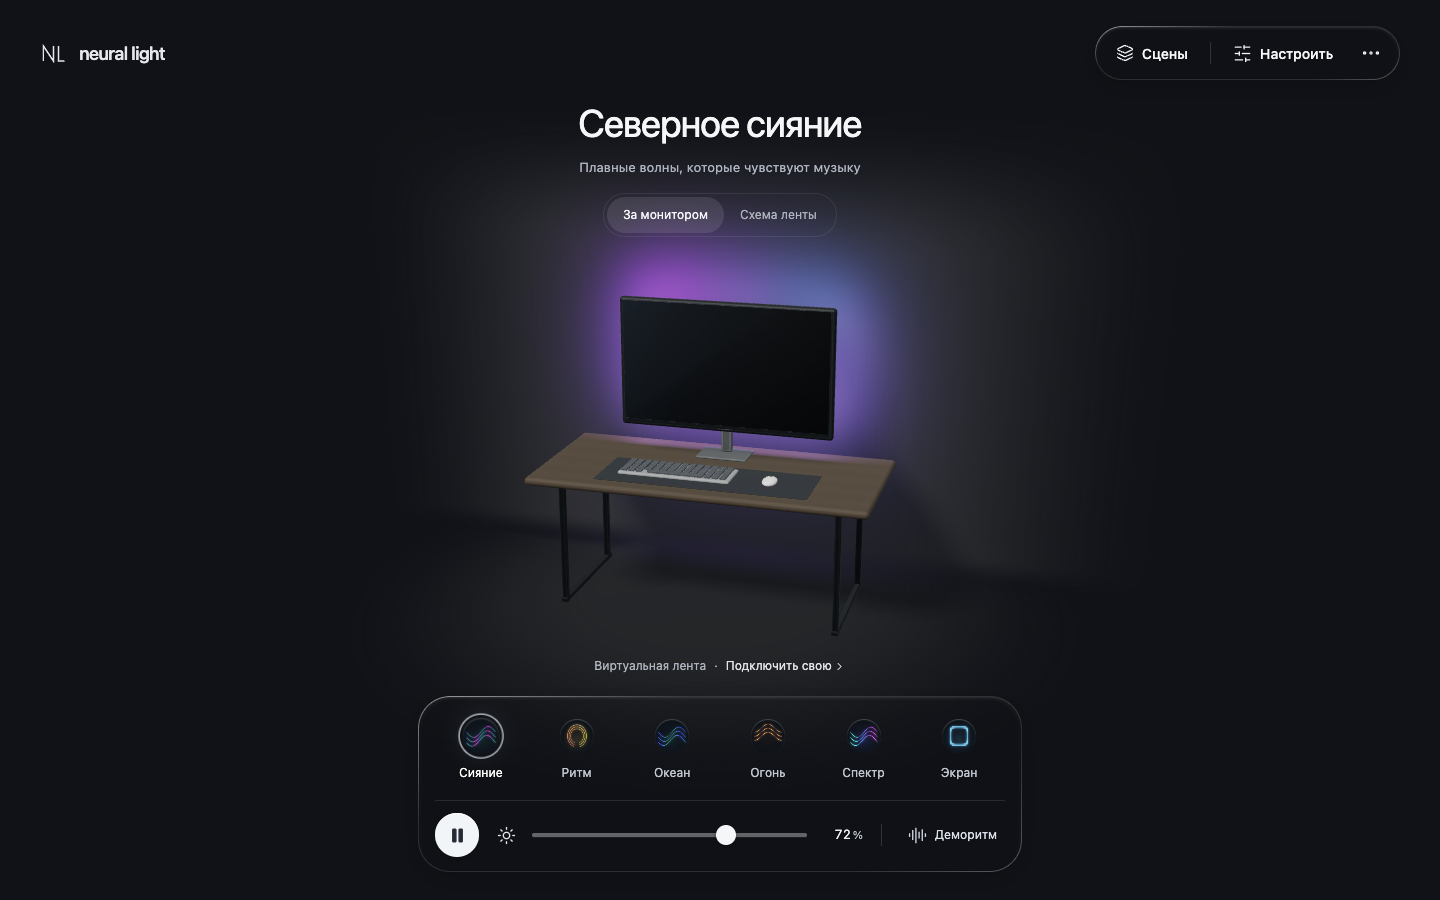 NL neural light
Сцены
Настроить
Северное сияние
Плавные волны, которые чувствуют музыку
За монитором
Схема ленты
Виртуальная лента · Подключить свою
Сияние
Ритм
Океан
Огонь
Спектр
Экран
72 %
Деморитм